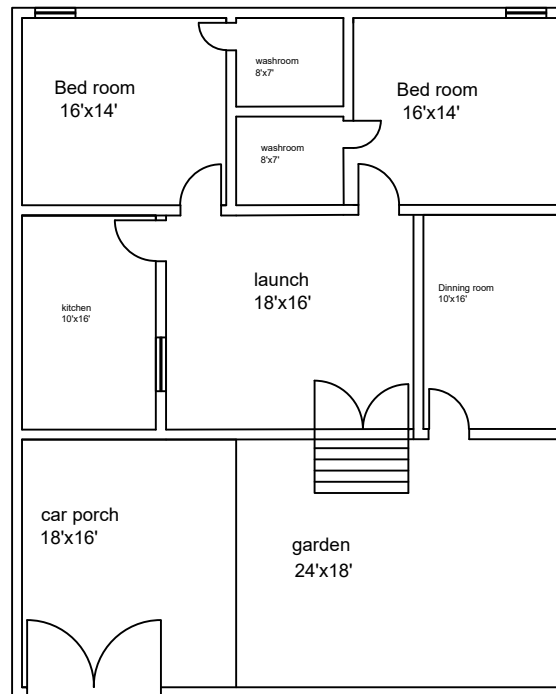 Bed room
16'x14'
washroom
8'x7'
Bed room
16'x14'
washroom
8'x7'
kitchen
10'x16'
launch
18'x16'
Dinning room
10'x16'
car porch
18'x16'
garden
24'x18'